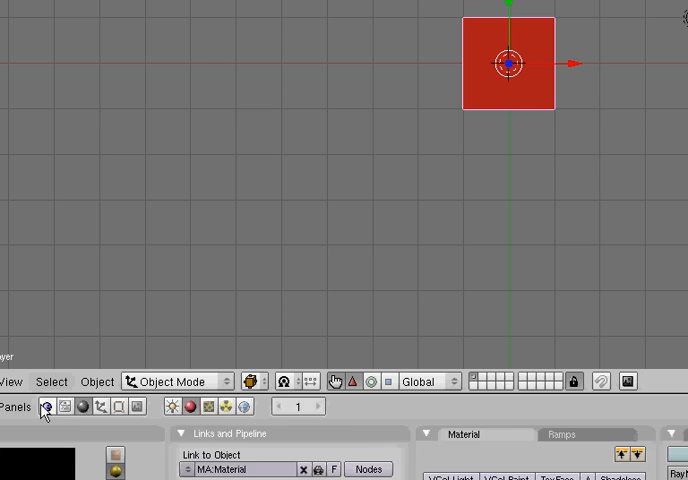 ayer
View Select Object Object Mode Global
Panels 1
Links and Pipeline Material Ramps
Link to Object
MA:Material F Nodes
VCol Light VCol Paint TexFace A Shadeless